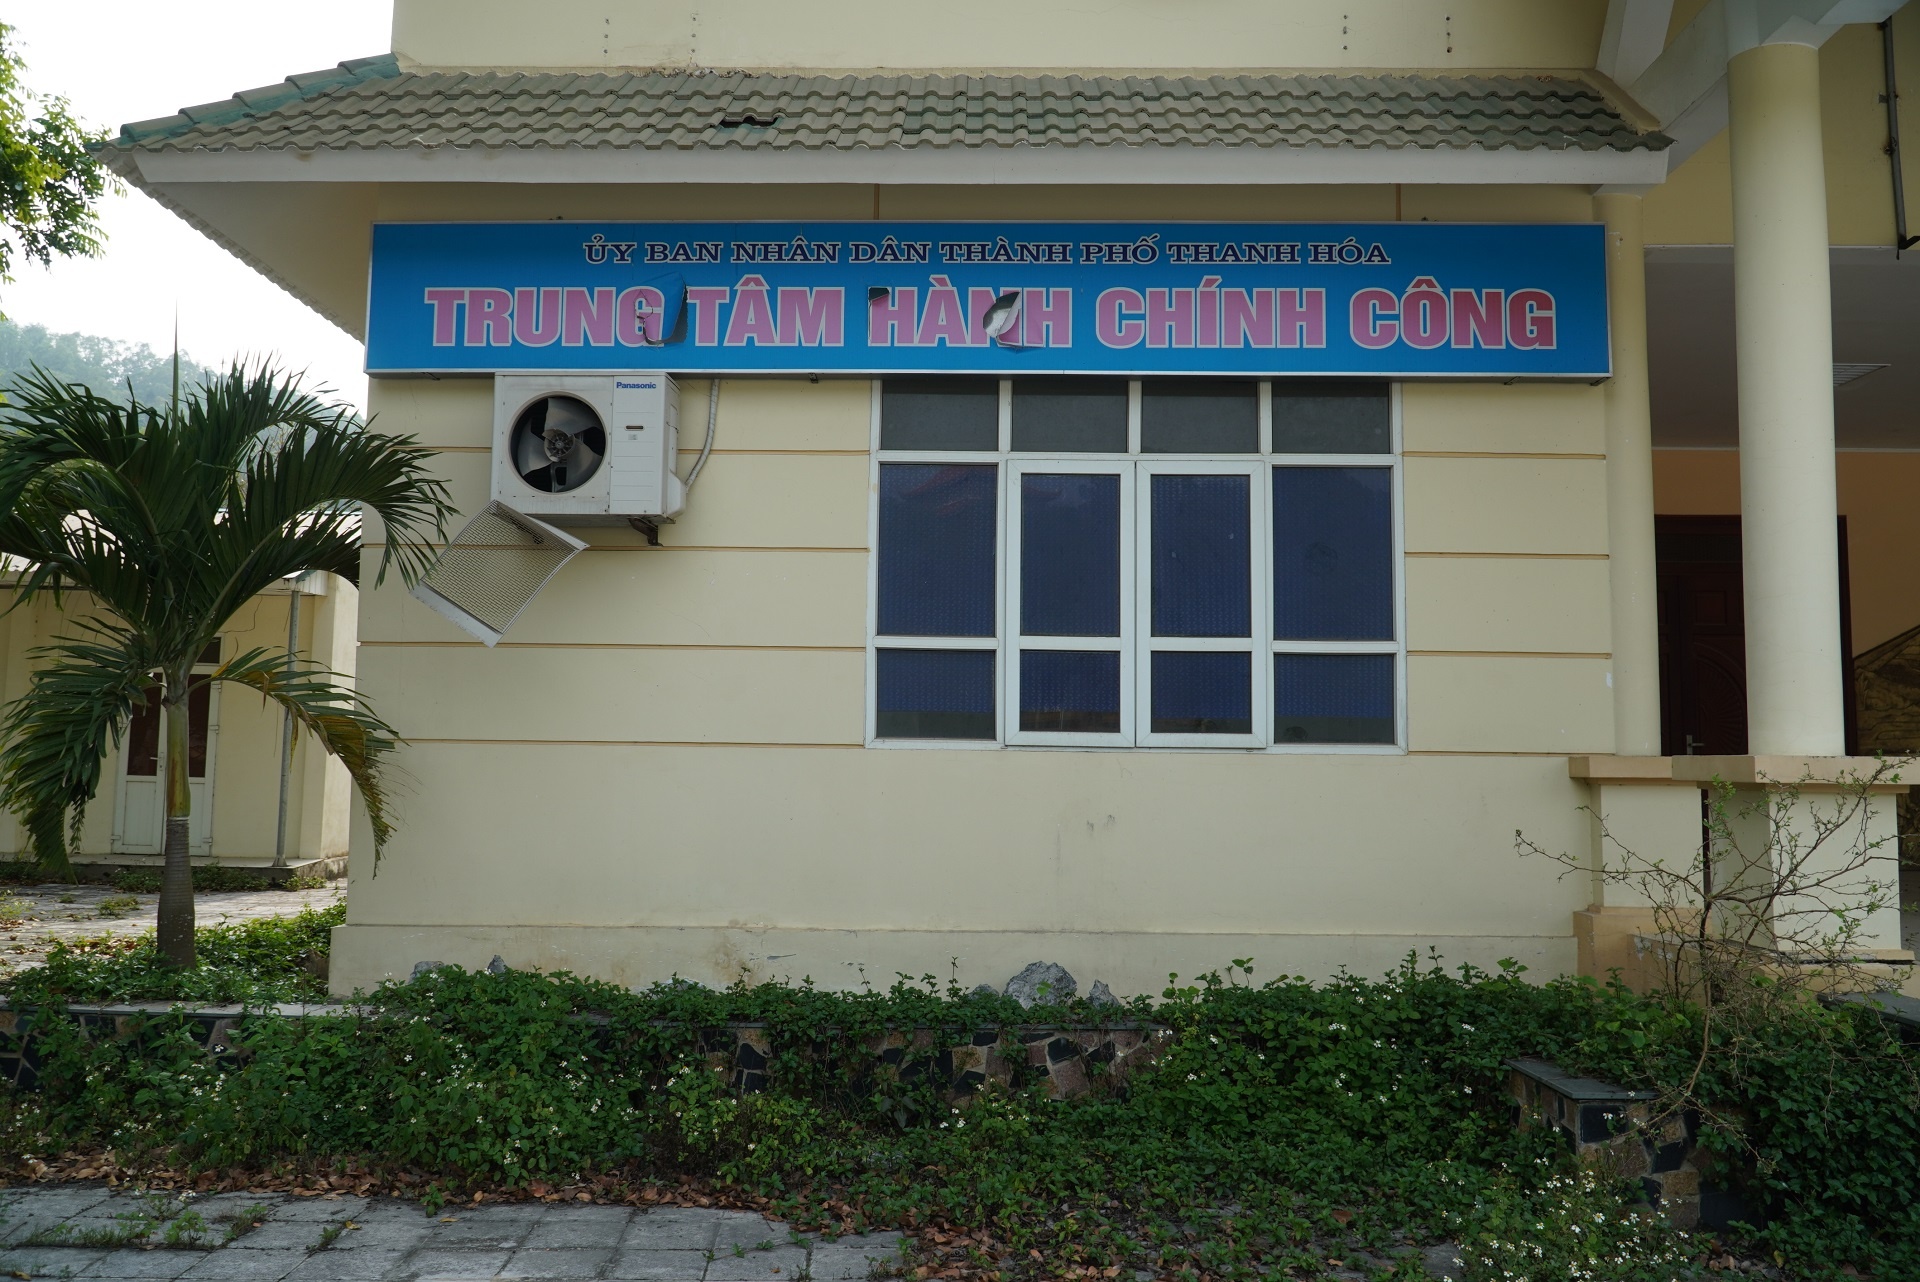 ỦY BAN NHÂN DÂN THÀNH PHỐ THANH HÓA
TRUNG TÂM HÀNH CHÍNH CÔNG
Panasonic